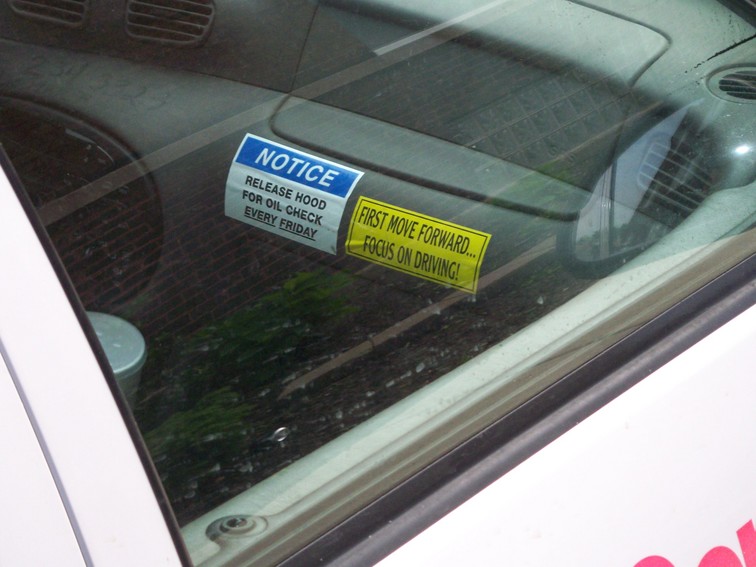 NOTICE
RELEASE HOOD
FOR OIL CHECK
EVERY FRIDAY
FIRST MOVE FORWARD...
FOCUS ON DRIVING!